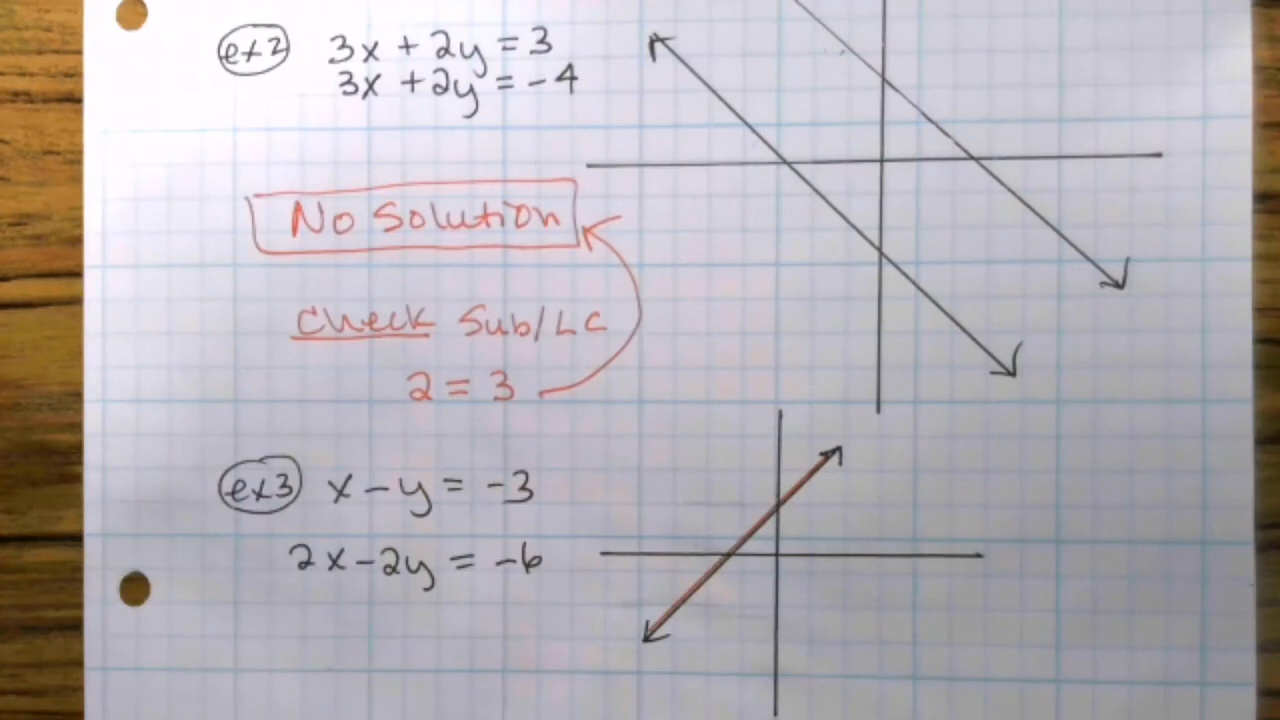 ex2 3x + 2y = 3
3x + 2y = -4
No Solution
Check Sub/LC
2 = 3
ex3 x - y = -3
2x - 2y = -6